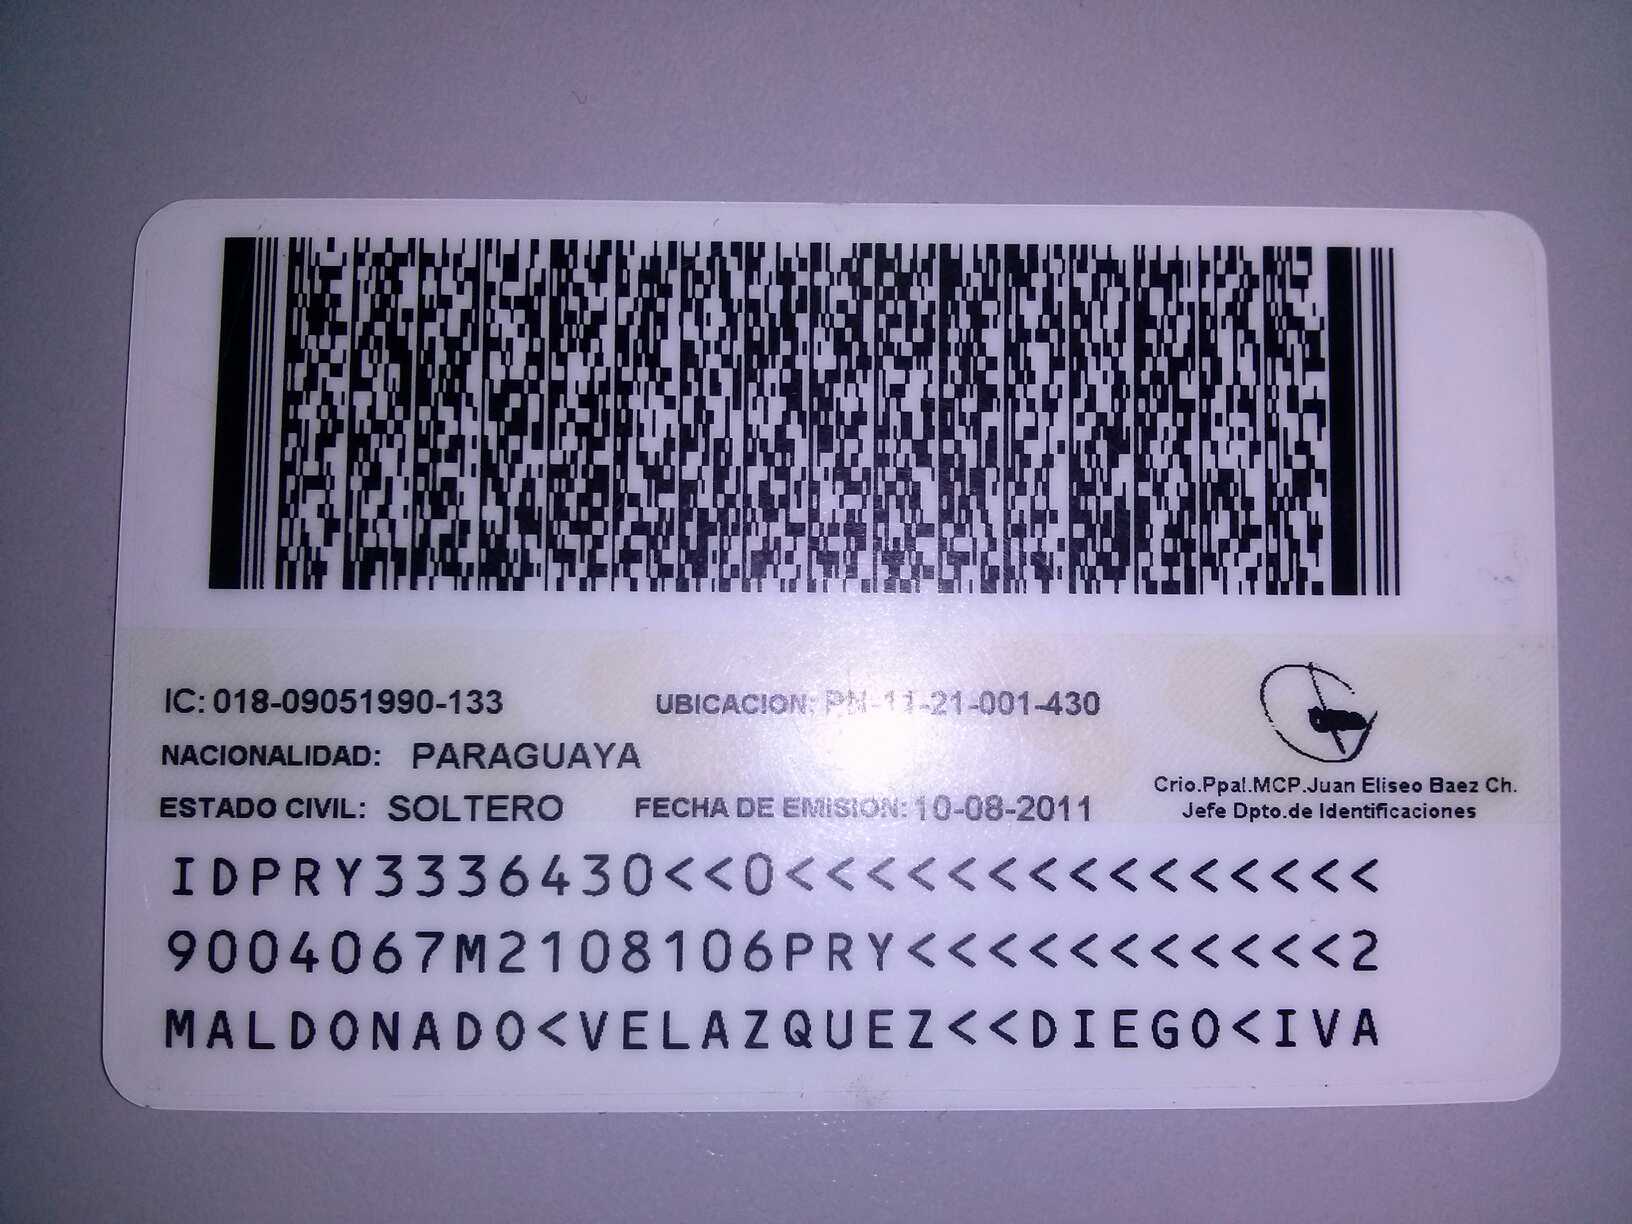 IC: 018-09051990-133 UBICACION: PN-11-21-001-430
NACIONALIDAD: PARAGUAYA
ESTADO CIVIL: SOLTERO FECHA DE EMISION: 10-08-2011
Crio.Ppal.MCP.Juan Eliseo Baez Ch.
Jefe Dpto.de Identificaciones
IDPRY3336430<<0<<<<<<<<<<<<<<<
9004067M2108106PRY<<<<<<<<<<<2
MALDONADO<VELAZQUEZ<<DIEGO<IVA